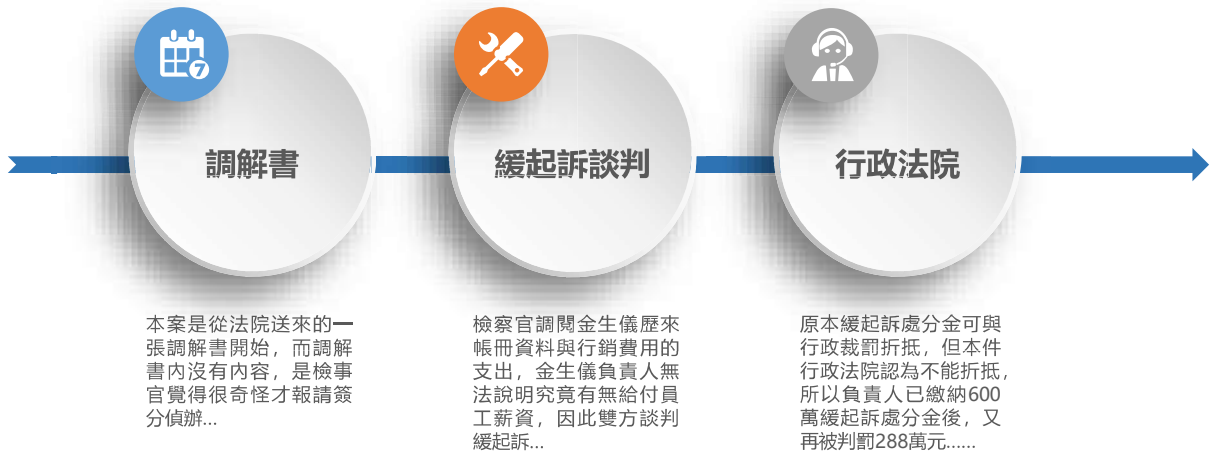 7
調解書
緩起訴談判
行政法院
本案是從法院送來的一
張調解書開始，而調解
書內沒有內容，是檢事
官覺得很奇怪才報請簽
分偵辦...
檢察官調閱金生儀歷來
帳冊資料與行銷費用的
支出，金生儀負責人無
法說明究竟有無給付員
工薪資，因此雙方談判
緩起訴...
原本緩起訴處分金可與
行政裁罰折抵，但本件
行政法院認為不能折抵，
所以負責人已繳納600
萬緩起訴處分金後，又
再被判罰288萬元......